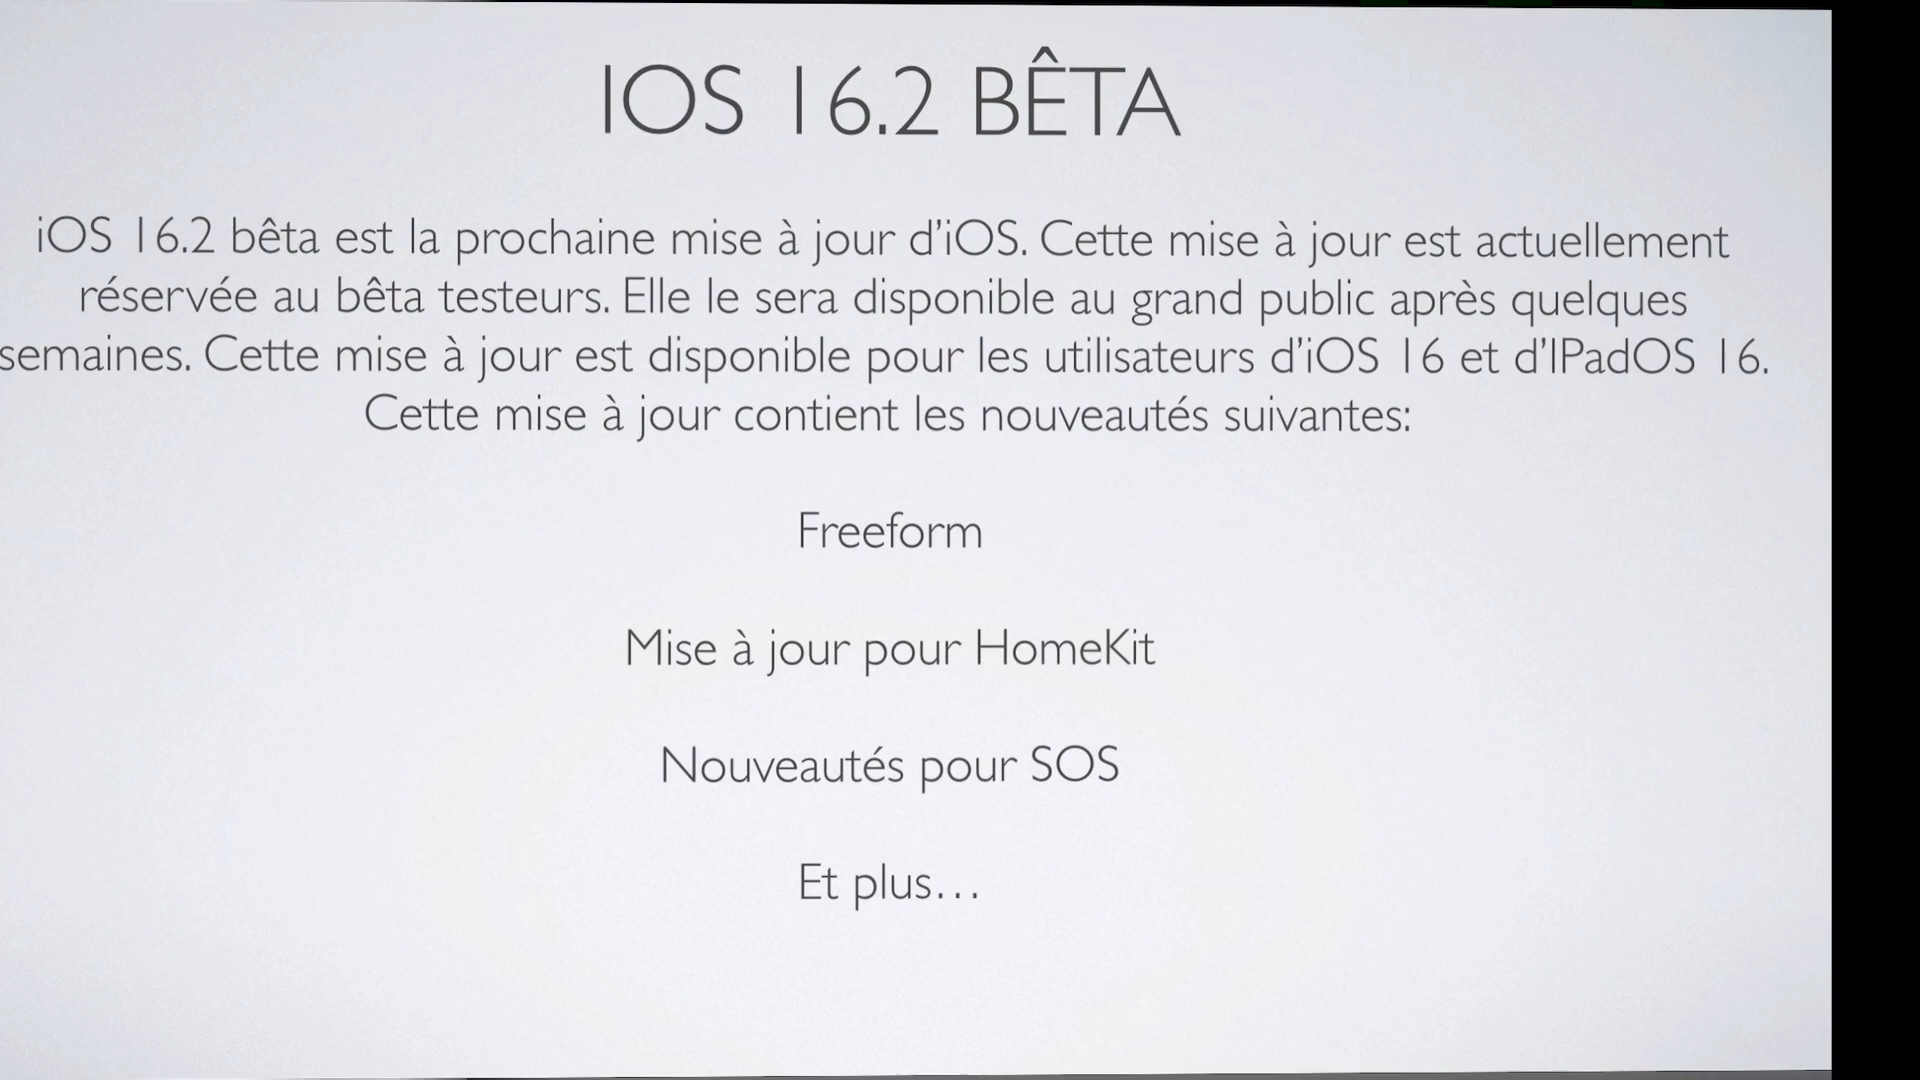 IOS 16.2 BÊTA
iOS 16.2 bêta est la prochaine mise à jour d’iOS. Cette mise à jour est actuellement
réservée au bêta testeurs. Elle le sera disponible au grand public après quelques
semaines. Cette mise à jour est disponible pour les utilisateurs d’iOS 16 et d’IPadOS 16.
Cette mise à jour contient les nouveautés suivantes:
Freeform
Mise à jour pour HomeKit
Nouveautés pour SOS
Et plus…